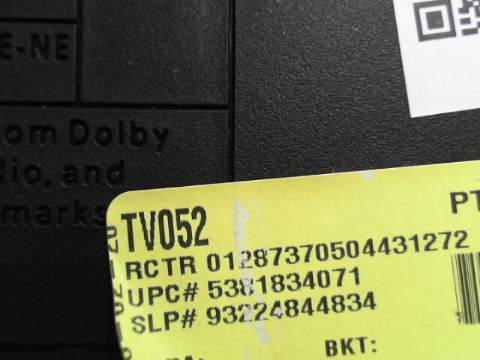 E-NE
om Dolby
dio, and
marks
TV052
PT
RCTR 01287370504431272
UPC# 5381834071
SLP# 93224844834
BKT: